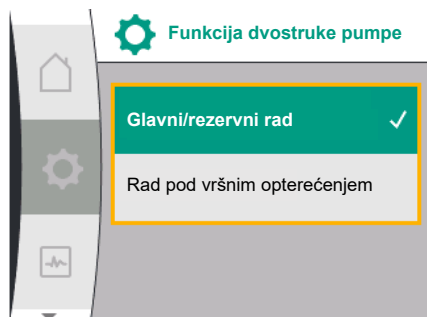 Funkcija dvostruke pumpe
Glavni/rezervni rad
Rad pod vršnim opterećenjem